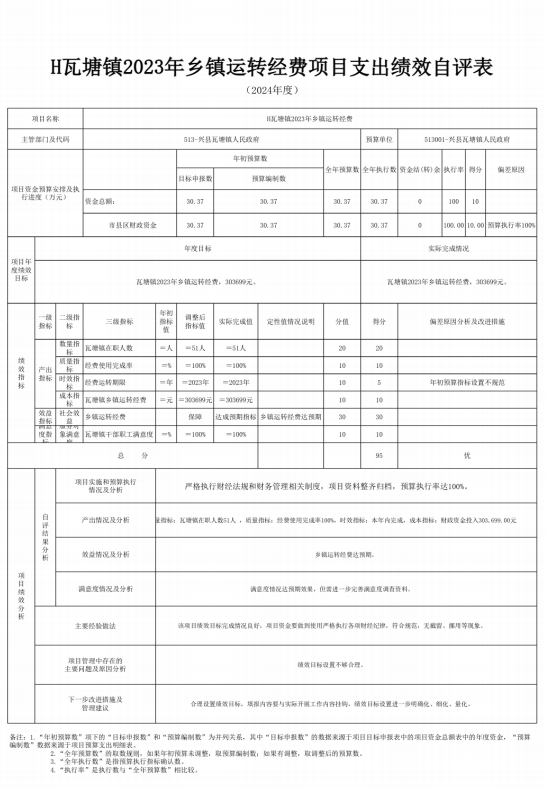 H瓦塘镇2023年乡镇运转经费项目支出绩效自评表
（2024年度）
项目名称 H瓦塘镇2023年乡镇运转经费
主管部门及代码 513-兴县瓦塘镇人民政府 预算单位 513001-兴县瓦塘镇人民政府
项目资金预算安排及执行进度（万元） 年初预算数 全年预算数 全年执行数 资金结(转)余 执行率 得分 偏差原因
目标申报数 预算编制数
资金总额： 30.37 30.37 30.37 30.37 0 100 10
市县区财政资金 30.37 30.37 30.37 30.37 0 100.00 10.00 预算执行率100%
项目年度绩效目标 年度目标 实际完成情况
瓦塘镇2023年乡镇运转经费，303699元。 瓦塘镇2023年乡镇运转经费，303699元。
绩效指标 一级指标 二级指标 三级指标 年初指标值 调整后指标值 实际完成值 定性值情况说明 分值 得分 偏差原因分析及改进措施
产出指标 数量指标 瓦塘镇在职人数 ＝人 ＝51人 ＝51人 20 20
质量指标 经费使用完成率 ＝% ＝100% ＝100% 10 10
时效指标 经费运转期限 ＝年 ＝2023年 ＝2023年 10 5 年初预算指标设置不规范
成本指标 瓦塘镇乡镇运转经费 ＝元 ＝303699元 ＝303699元 10 10
效益指标 社会效益 乡镇运转经费 保障 达成预期指标 乡镇运转经费达预期 30 30
满意度指标 服务对象满意度 瓦塘镇干部职工满意度 ＝% ＝100% ＝100% 10 10
总 分 95 优
项目绩效分析 自评结果分析 项目实施和预算执行情况及分析 严格执行财经法规和财务管理相关制度，项目资料整齐归档，预算执行率达100%。
产出情况及分析 量指标：瓦塘镇在职人数51人 ，质量指标：经费使用完成率100%，时效指标：本年内完成，成本指标：财政资金投入303,699.00元
效益情况及分析 乡镇运转经费达预期。
满意度情况及分析 满意度情况达预期效果，但需进一步完善满意度调查资料。
主要经验做法 该项目绩效目标完成情况良好；项目资金要做到使用严格执行各项财经纪律，符合规范；无截留、挪用等现象。
项目管理中存在的主要问题及原因分析 绩效目标设置不够合理。
下一步改进措施及管理建议 合理设置绩效目标，填报内容要与实际开展工作内容挂钩，绩效目标设置进一步明确化、细化、量化。
备注：1.“年初预算数”项下的“目标申报数”和“预算编制数”为并列关系，其中“目标申报数”的数据来源于项目目标申报表中的项目资金总额表中的年度资金，“预算
编制数”数据来源于项目预算支出明细表。
2.“全年预算数”的取数规则，如果年初预算未调整，取预算编制数；如果有调整，取调整后的预算数。
3.“全年执行数”是指预算执行指标确认数。
4.“执行率”是执行数与“全年预算数”相比较。